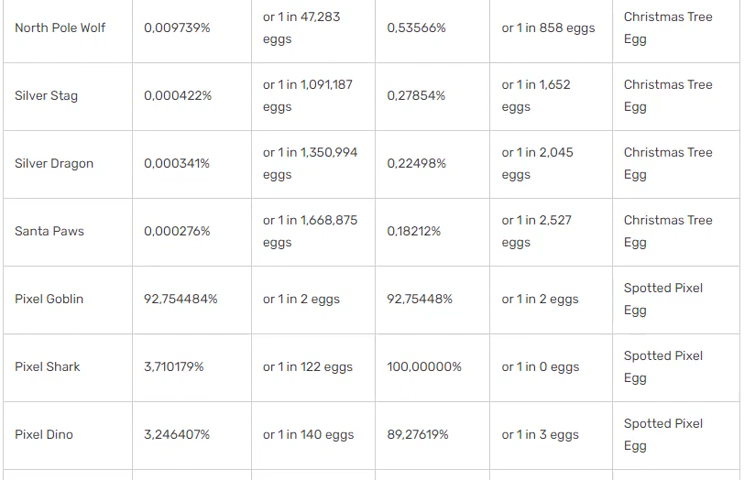 North Pole Wolf 0,009739% or 1 in 47,283 eggs 0,53566% or 1 in 858 eggs Christmas Tree Egg
Silver Stag 0,000422% or 1 in 1,091,187 eggs 0,27854% or 1 in 1,652 eggs Christmas Tree Egg
Silver Dragon 0,000341% or 1 in 1,350,994 eggs 0,22498% or 1 in 2,045 eggs Christmas Tree Egg
Santa Paws 0,000276% or 1 in 1,668,875 eggs 0,18212% or 1 in 2,527 eggs Christmas Tree Egg
Pixel Goblin 92,754484% or 1 in 2 eggs 92,75448% or 1 in 2 eggs Spotted Pixel Egg
Pixel Shark 3,710179% or 1 in 122 eggs 100,00000% or 1 in 0 eggs Spotted Pixel Egg
Pixel Dino 3,246407% or 1 in 140 eggs 89,27619% or 1 in 3 eggs Spotted Pixel Egg